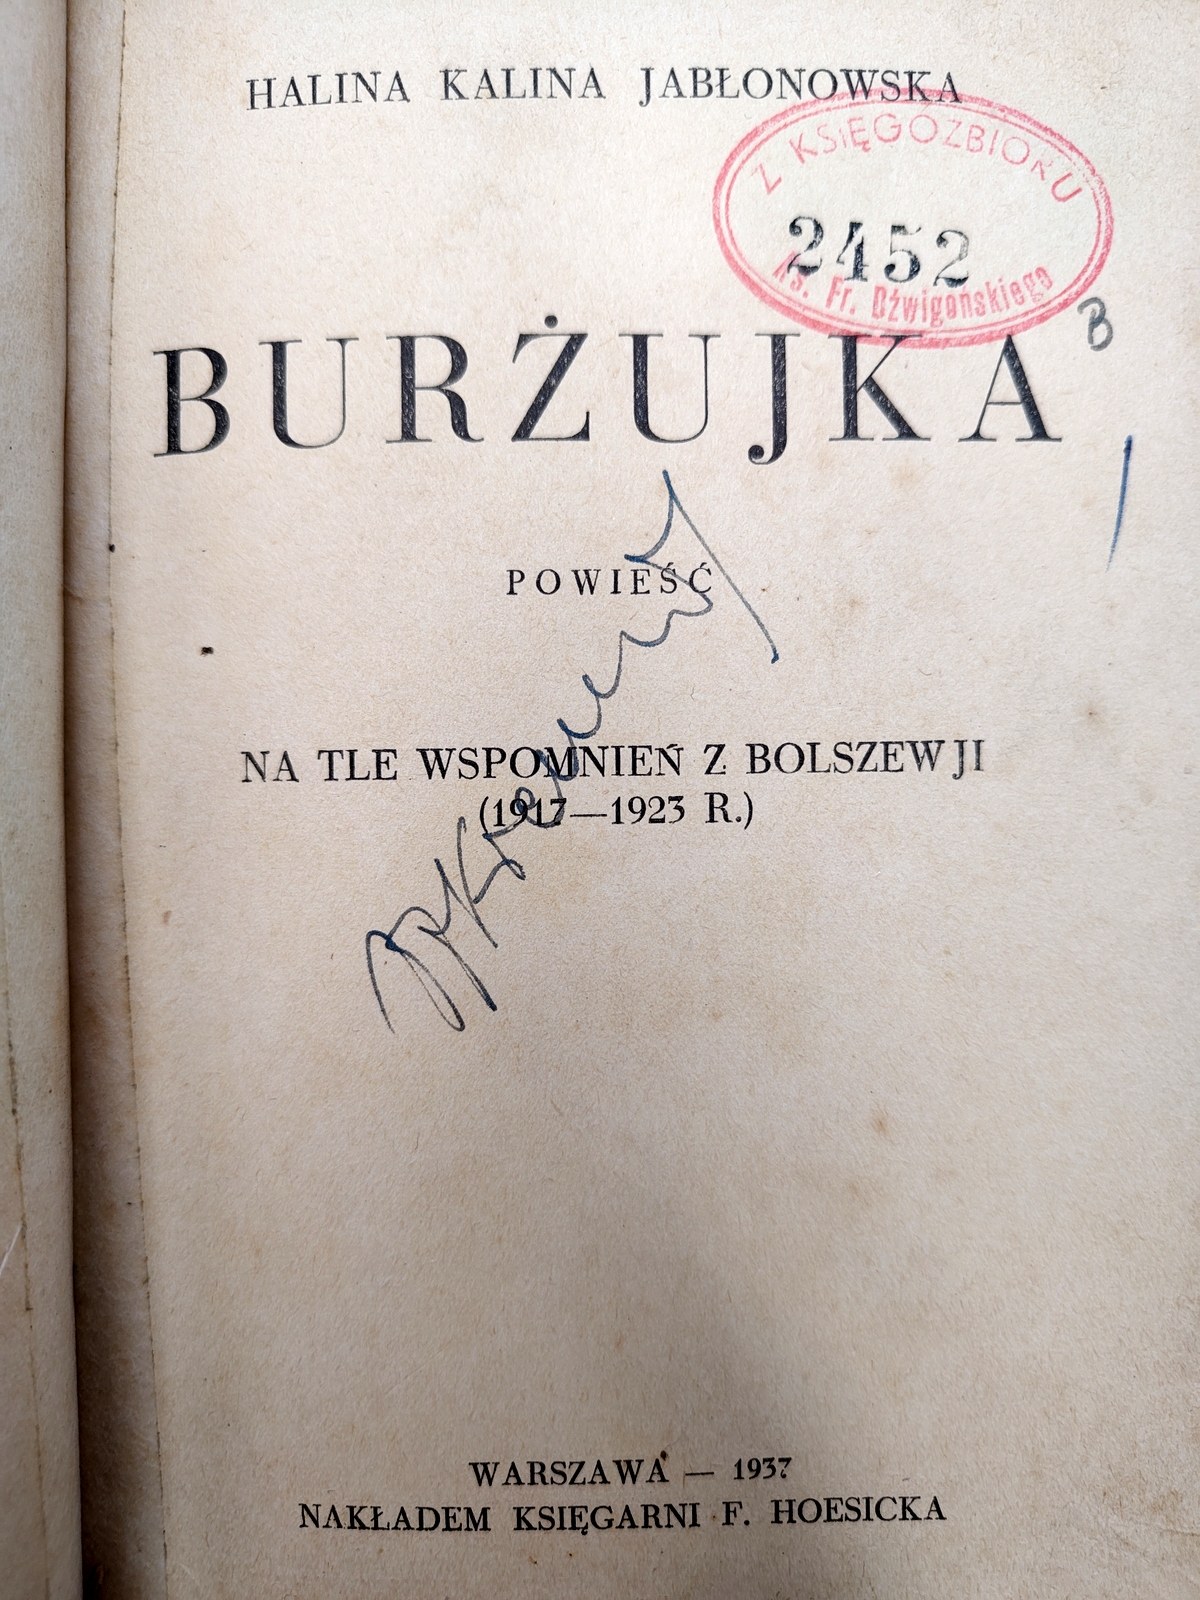 HALINA KALINA JABŁONOWSKA
Z KSIĘGOZBIORU
2452
Ks. Fr. Dźwigońskiego
B
BURŻUJKA
POWIEŚĆ
NA TLE WSPOMNIEŃ Z BOLSZEWJI
(1917—1923 R.)
WARSZAWA — 1937
NAKŁADEM KSIĘGARNI F. HOESICKA